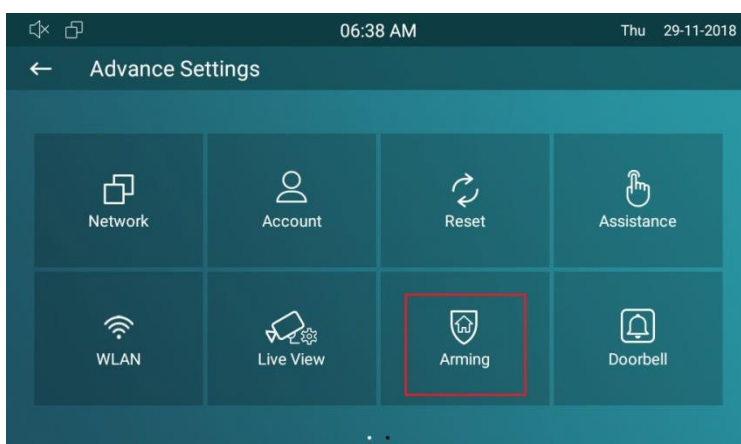 06:38 AM Thu 29-11-2018
Advance Settings
Network Account Reset Assistance
WLAN Live View Arming Doorbell